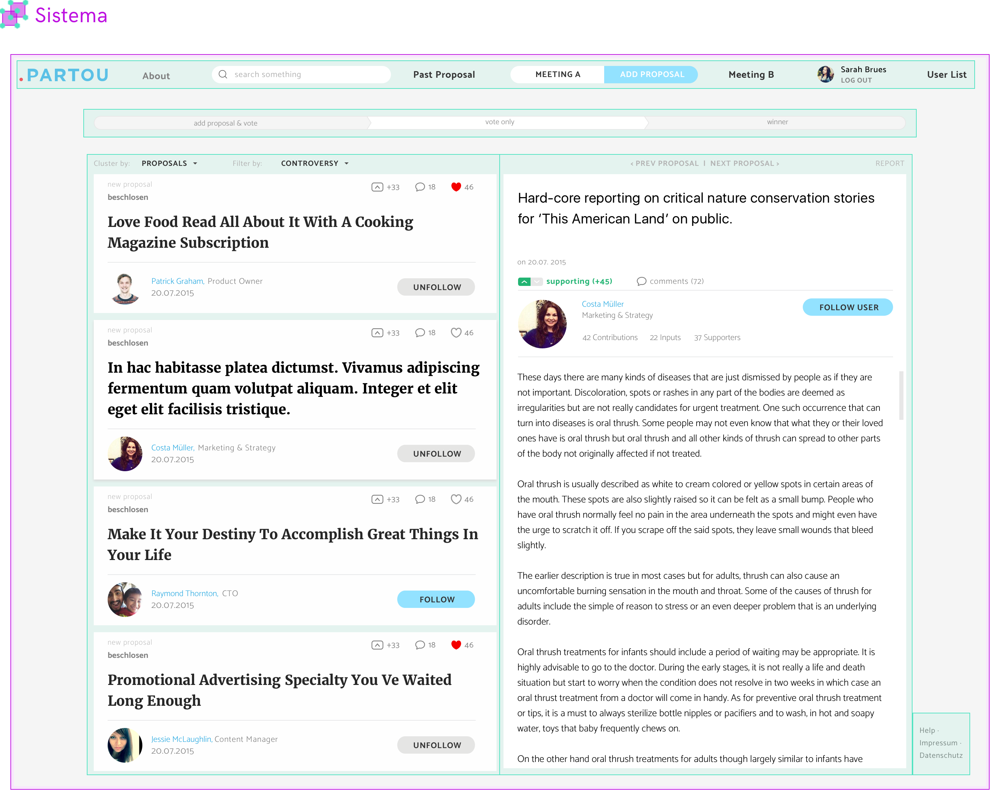 Sistema
.PARTOU
About
search something
Past Proposal
MEETING A
ADD PROPOSAL
Meeting B
Sarah Brues
LOG OUT
User List
add proposal & vote
vote only
winner
Cluster by: PROPOSALS
Filter by: CONTROVERSY
new proposal
beschlosen
+33
18
46
Love Food Read All About It With A Cooking
Magazine Subscription
Patrick Graham, Product Owner
20.07.2015
UNFOLLOW
new proposal
beschlosen
+33
18
46
In hac habitasse platea dictumst. Vivamus adipiscing
fermentum quam volutpat aliquam. Integer et elit
eget elit facilisis tristique.
Costa Müller, Marketing & Strategy
20.07.2015
UNFOLLOW
new proposal
beschlosen
+33
18
46
Make It Your Destiny To Accomplish Great Things In
Your Life
Raymond Thornton, CTO
20.07.2015
FOLLOW
new proposal
beschlosen
+33
18
46
Promotional Advertising Specialty You Ve Waited
Long Enough
Jessie McLaughlin, Content Manager
20.07.2015
UNFOLLOW
< PREV PROPOSAL | NEXT PROPOSAL >
REPORT
Hard-core reporting on critical nature conservation stories
for ‘This American Land’ on public.
on 20.07. 2015
supporting (+45)
comments (72)
Costa Müller
Marketing & Strategy
FOLLOW USER
42 Contributions
22 Inputs
37 Supporters
These days there are many kinds of diseases that are just dismissed by people as if they are
not important. Discoloration, spots or rashes in any part of the bodies are deemed as
irregularities but are not really candidates for urgent treatment. One such occurrence that can
turn into diseases is oral thrush. Some people may not even know that what they or their loved
ones have is oral thrush but oral thrush and all other kinds of thrush can spread to other parts
of the body not originally affected if not treated.
Oral thrush is usually described as white to cream colored or yellow spots in certain areas of
the mouth. These spots are also slightly raised so it can be felt as a small bump. People who
have oral thrush normally feel no pain in the area underneath the spots and might even have
the urge to scratch it off. If you scrape off the said spots, they leave small wounds that bleed
slightly.
The earlier description is true in most cases but for adults, thrush can also cause an
uncomfortable burning sensation in the mouth and throat. Some of the causes of thrush for
adults include the simple of reason to stress or an even deeper problem that is an underlying
disorder.
Oral thrush treatments for infants should include a period of waiting may be appropriate. It is
highly advisable to go to the doctor. During the early stages, it is not really a life and death
situation but start to worry when the condition does not resolve in two weeks in which case an
oral thrust treatment from a doctor will come in handy. As for preventive oral thrush treatment
or tips, it is a must to always sterilize bottle nipples or pacifiers and to wash, in hot and soapy
water, toys that baby frequently chews on.
On the other hand oral thrush treatments for adults though largely similar to infants have
Help ·
Impressum ·
Datenschutz